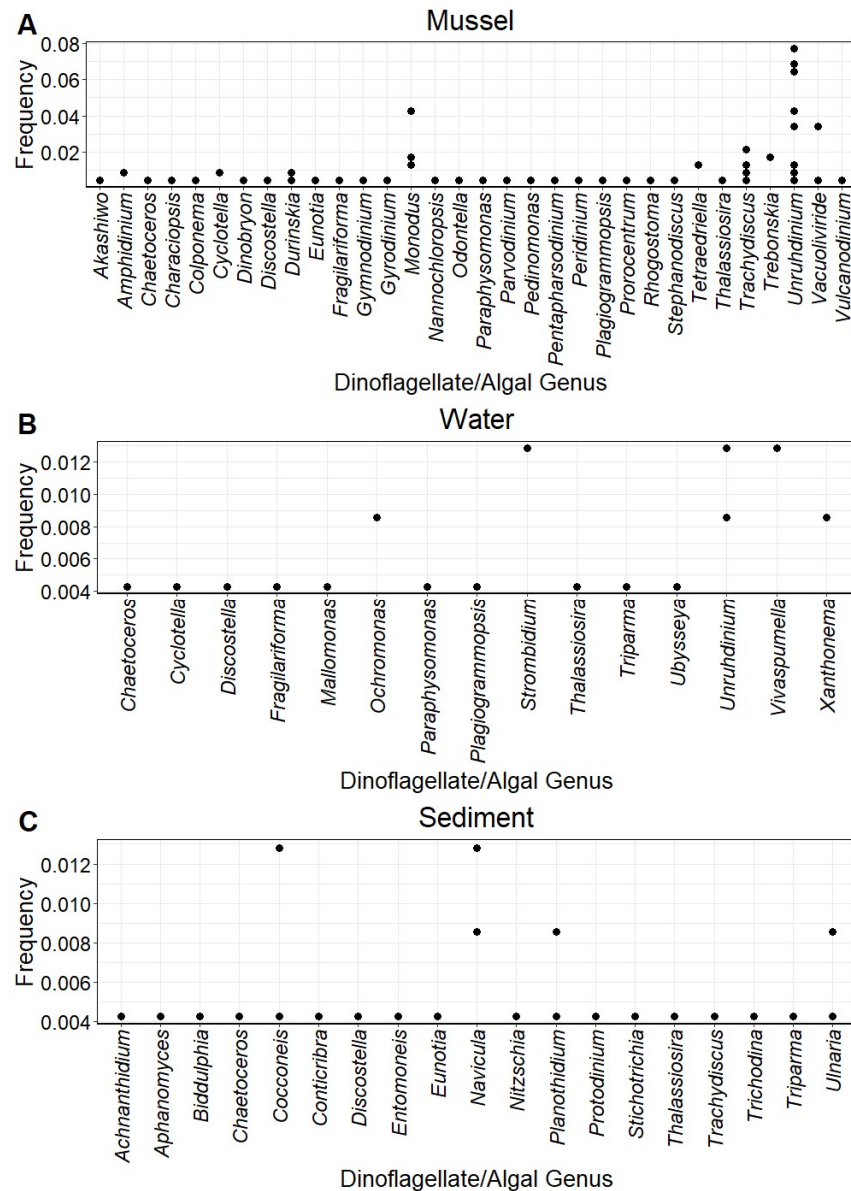 A
Mussel
Frequency
0.08
0.06
0.04
0.02
Akashiwo
Amphidinium
Chaetoceros
Characiopsis
Colponema
Cyclotella
Dinobryon
Discostella
Durinskia
Eunotia
Fragilariforma
Gymnodinium
Gyrodinium
Monodus
Nannochloropsis
Odontella
Paraphysomonas
Parvodinium
Pedinomonas
Pentapharsodinium
Peridinium
Plagiogrammopsis
Prorocentrum
Rhogostoma
Stephanodiscus
Tetraedriella
Thalassiosira
Trachydiscus
Trebonskia
Unruhdinium
Vacuoliviride
Vulcanodinium
Dinoflagellate/Algal Genus
B
Water
Frequency
0.012
0.010
0.008
0.006
0.004
Chaetoceros
Cyclotella
Discostella
Fragilariforma
Mallomonas
Ochromonas
Paraphysomonas
Plagiogrammopsis
Strombidium
Thalassiosira
Triparma
Ubysseya
Unruhdinium
Vivaspumella
Xanthonema
Dinoflagellate/Algal Genus
C
Sediment
Frequency
0.012
0.010
0.008
0.006
0.004
Achnanthidium
Aphanomyces
Biddulphia
Chaetoceros
Cocconeis
Conticribra
Discostella
Entomoneis
Eunotia
Navicula
Nitzschia
Planothidium
Protodinium
Stichotrichia
Thalassiosira
Trachydiscus
Trichodina
Triparma
Ulnaria
Dinoflagellate/Algal Genus